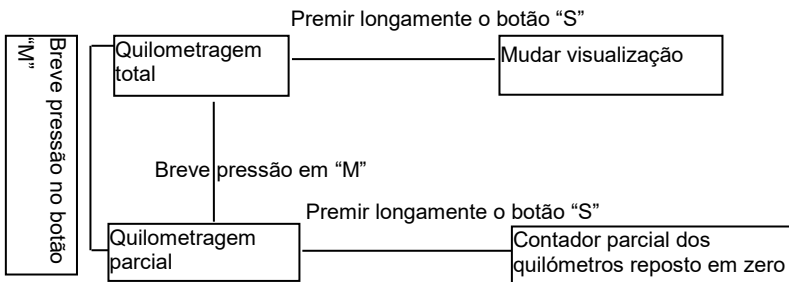 Premir longamente o botão “S”
Breve pressão no botão
“M”
Quilometragem
total
Mudar visualização
Breve pressão em “M”
Premir longamente o botão “S”
Quilometragem
parcial
Contador parcial dos
quilómetros reposto em zero